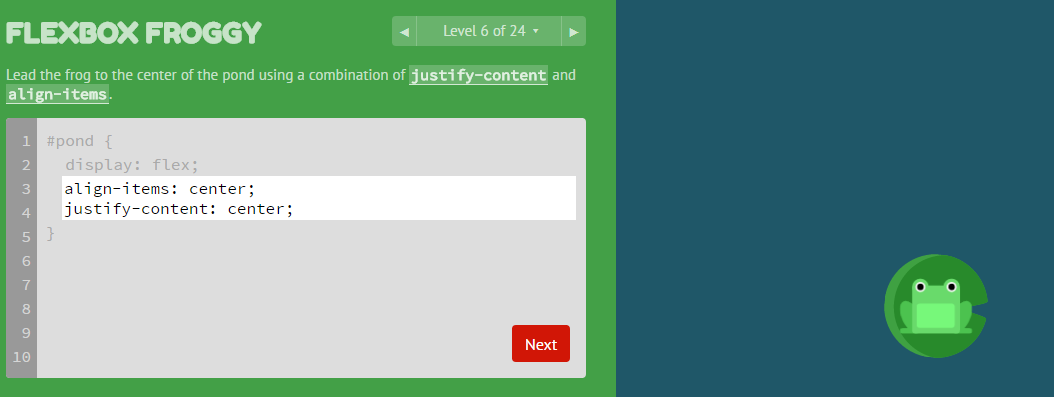 FLEXBOX FROGGY
◀ Level 6 of 24 ▾ ▶
Lead the frog to the center of the pond using a combination of justify-content and
align-items.
1 #pond {
2 display: flex;
3 align-items: center;
4 justify-content: center;
5 }
6
7
8
9
10
Next